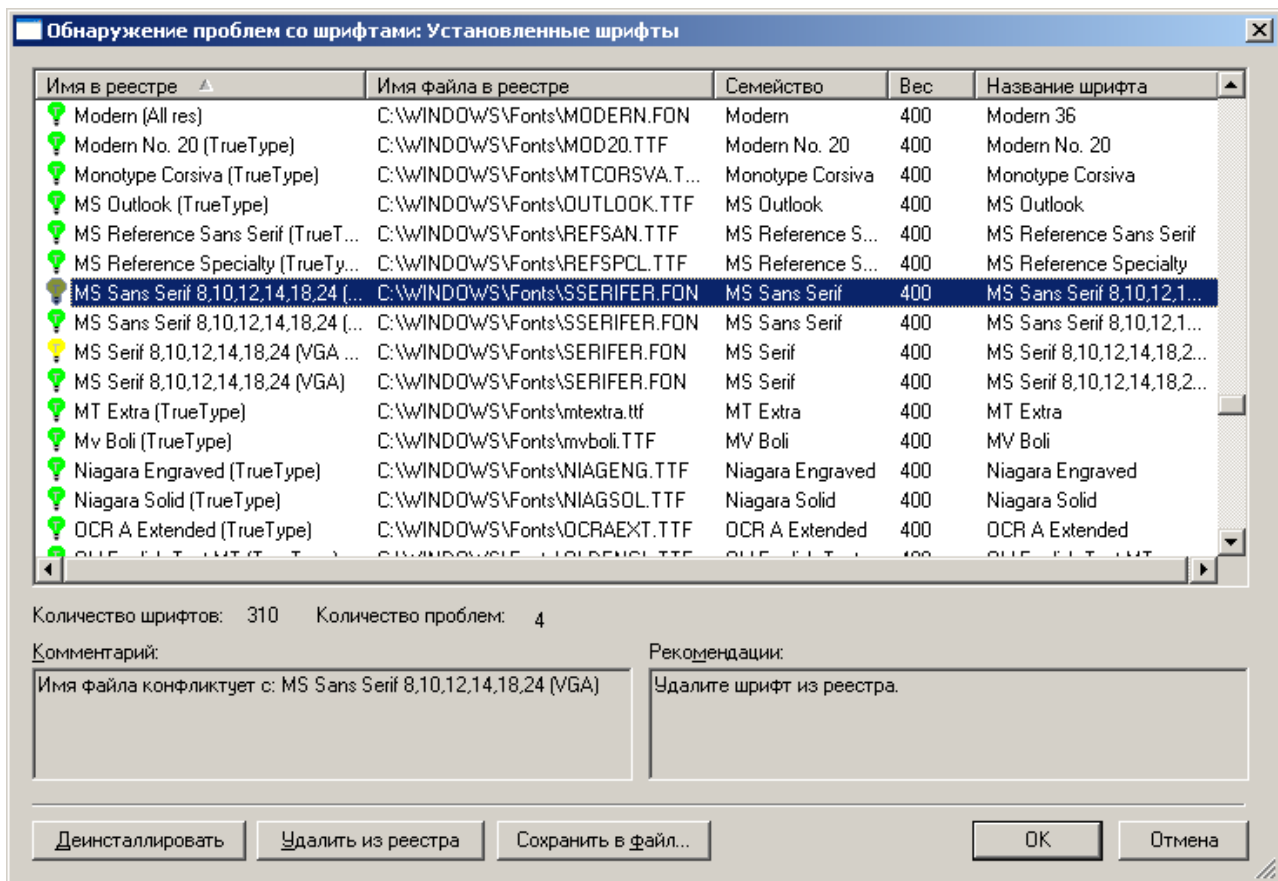 Обнаружение проблем со шрифтами: Установленные шрифты
Имя в реестре Имя файла в реестре Семейство Вес Название шрифта
Modern (All res) C:\WINDOWS\Fonts\MODERN.FON Modern 400 Modern 36
Modern No. 20 (TrueType) C:\WINDOWS\Fonts\MOD20.TTF Modern No. 20 400 Modern No. 20
Monotype Corsiva (TrueType) C:\WINDOWS\Fonts\MTCORSVA.T... Monotype Corsiva 400 Monotype Corsiva
MS Outlook (TrueType) C:\WINDOWS\Fonts\OUTLOOK.TTF MS Outlook 400 MS Outlook
MS Reference Sans Serif (TrueT... C:\WINDOWS\Fonts\REFSAN.TTF MS Reference S... 400 MS Reference Sans Serif
MS Reference Specialty (TrueTy... C:\WINDOWS\Fonts\REFSPCL.TTF MS Reference S... 400 MS Reference Specialty
MS Sans Serif 8,10,12,14,18,24 (... C:\WINDOWS\Fonts\SSERIFER.FON MS Sans Serif 400 MS Sans Serif 8,10,12,1...
MS Sans Serif 8,10,12,14,18,24 (... C:\WINDOWS\Fonts\SSERIFER.FON MS Sans Serif 400 MS Sans Serif 8,10,12,1...
MS Serif 8,10,12,14,18,24 (VGA ... C:\WINDOWS\Fonts\SERIFER.FON MS Serif 400 MS Serif 8,10,12,14,18,2...
MS Serif 8,10,12,14,18,24 (VGA) C:\WINDOWS\Fonts\SERIFER.FON MS Serif 400 MS Serif 8,10,12,14,18,2...
MT Extra (TrueType) C:\WINDOWS\Fonts\mtextra.ttf MT Extra 400 MT Extra
Mv Boli (TrueType) C:\WINDOWS\Fonts\mvboli.TTF MV Boli 400 MV Boli
Niagara Engraved (TrueType) C:\WINDOWS\Fonts\NIAGENG.TTF Niagara Engraved 400 Niagara Engraved
Niagara Solid (TrueType) C:\WINDOWS\Fonts\NIAGSOL.TTF Niagara Solid 400 Niagara Solid
OCR A Extended (TrueType) C:\WINDOWS\Fonts\OCRAEXT.TTF OCR A Extended 400 OCR A Extended
Количество шрифтов: 310 Количество проблем: 4
Комментарий: Рекомендации:
Имя файла конфликтует с: MS Sans Serif 8,10,12,14,18,24 (VGA) Удалите шрифт из реестра.
Деинсталлировать Удалить из реестра Сохранить в файл... OK Отмена